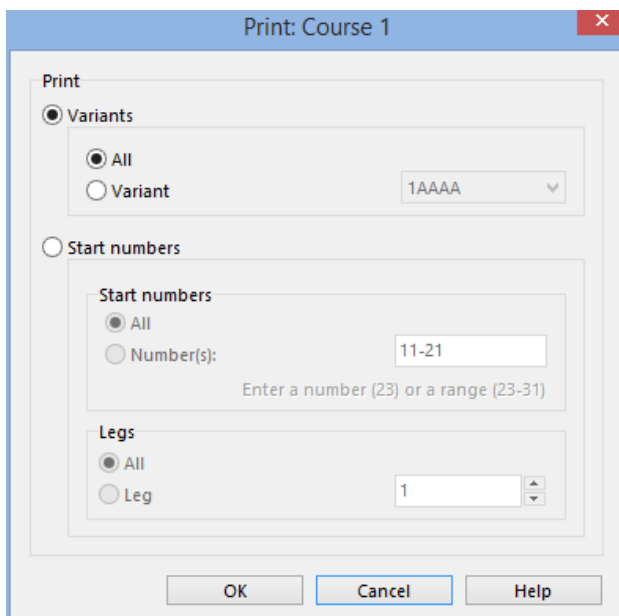 Print: Course 1
Print
Variants
All
Variant 1AAAA
Start numbers
Start numbers
All
Number(s): 11-21
Enter a number (23) or a range (23-31)
Legs
All
Leg 1
OK Cancel Help